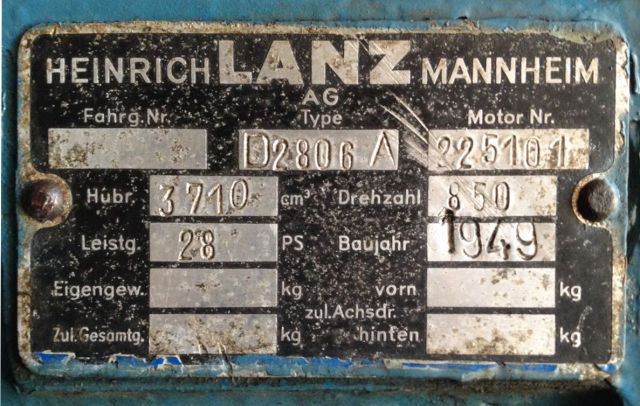 HEINRICH LANZ MANNHEIM
AG
Fahrg.Nr. Type Motor Nr.
D2806 A 225101
Hubr. 3710 cm³ Drehzahl 850
Leistg. 28 PS Baujahr 1949
Eigengew. kg vorn kg
zul.Achsdr.
Zul.Gesamtg. kg hinten kg